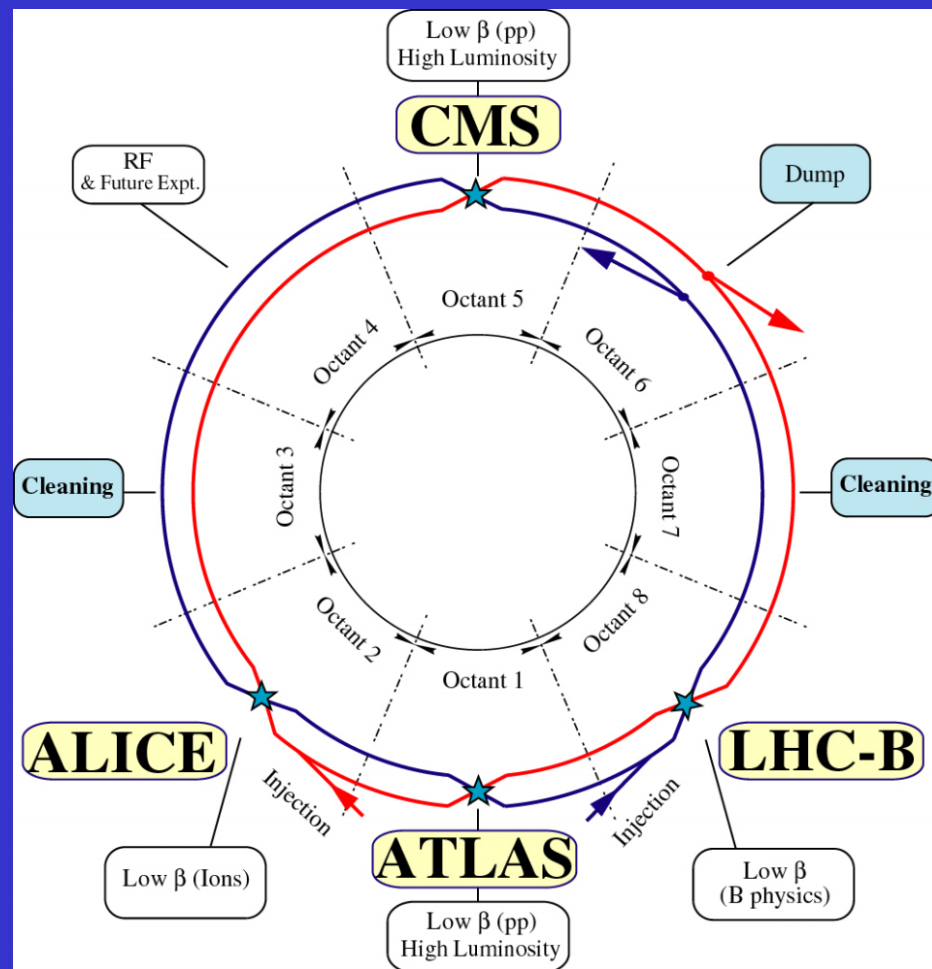 Low β (pp)
High Luminosity
CMS
RF
& Future Expt.
Dump
Octant 5
Octant 4
Octant 6
Cleaning
Octant 3
Octant 7
Cleaning
Octant 2
Octant 8
Octant 1
ALICE
LHC-B
Injection
Injection
ATLAS
Low β (Ions)
Low β
(B physics)
Low β (pp)
High Luminosity